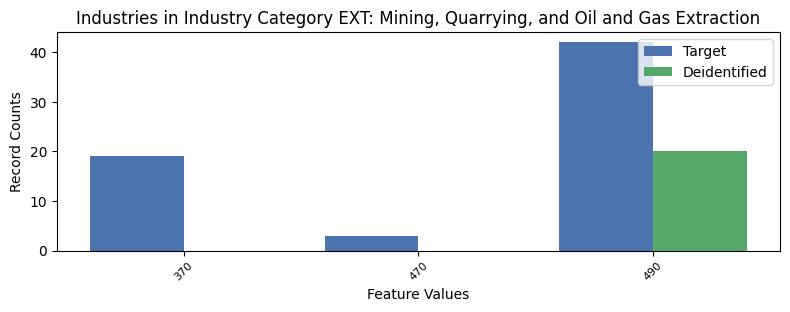 Industries in Industry Category EXT: Mining, Quarrying, and Oil and Gas Extraction
Target
Deidentified
Record Counts
40
30
20
10
0
370
470
490
Feature Values